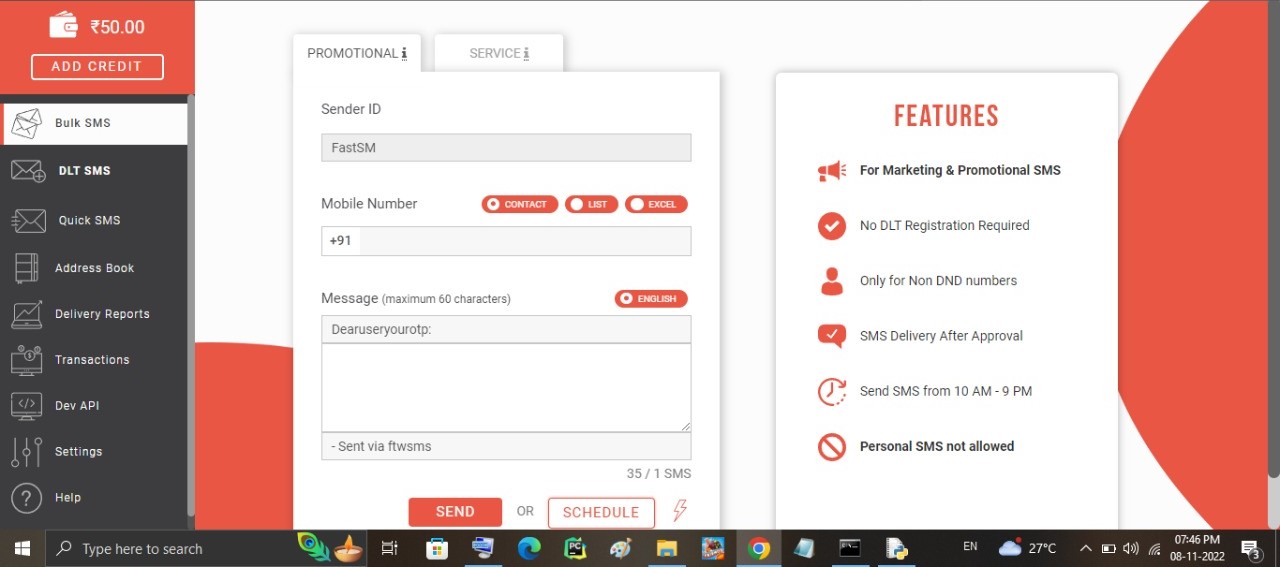 ₹50.00
ADD CREDIT
Bulk SMS
DLT SMS
Quick SMS
Address Book
Delivery Reports
Transactions
Dev API
Settings
Help
PROMOTIONAL i
SERVICE i
Sender ID
FastSM
Mobile Number
CONTACT
LIST
EXCEL
+91
Message (maximum 60 characters)
ENGLISH
Dearuseryourotp:
- Sent via ftwsms
35 / 1 SMS
SEND
OR
SCHEDULE
FEATURES
For Marketing & Promotional SMS
No DLT Registration Required
Only for Non DND numbers
SMS Delivery After Approval
Send SMS from 10 AM - 9 PM
Personal SMS not allowed
Type here to search
EN
27°C
07:46 PM
08-11-2022
3